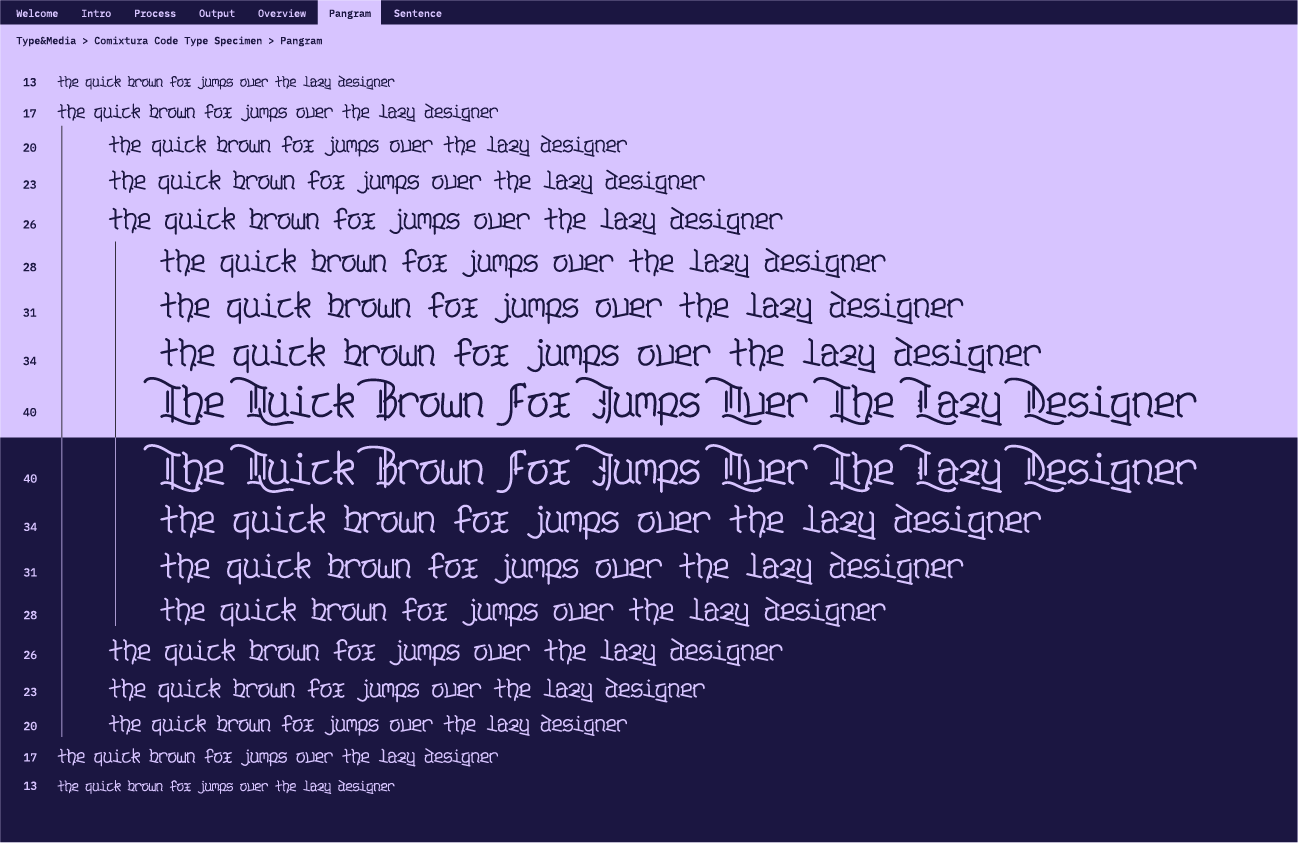 Welcome Intro Process Output Overview Pangram Sentence
Type&Media > Comixtura Code Type Specimen > Pangram
13 the quick brown fox jumps over the lazy designer
17 the quick brown fox jumps over the lazy designer
20 the quick brown fox jumps over the lazy designer
23 the quick brown fox jumps over the lazy designer
26 the quick brown fox jumps over the lazy designer
28 the quick brown fox jumps over the lazy designer
31 the quick brown fox jumps over the lazy designer
34 the quick brown fox jumps over the lazy designer
40 The Quick Brown Fox Jumps Over The Lazy Designer
40 The Quick Brown Fox Jumps Over The Lazy Designer
34 the quick brown fox jumps over the lazy designer
31 the quick brown fox jumps over the lazy designer
28 the quick brown fox jumps over the lazy designer
26 the quick brown fox jumps over the lazy designer
23 the quick brown fox jumps over the lazy designer
20 the quick brown fox jumps over the lazy designer
17 the quick brown fox jumps over the lazy designer
13 the quick brown fox jumps over the lazy designer